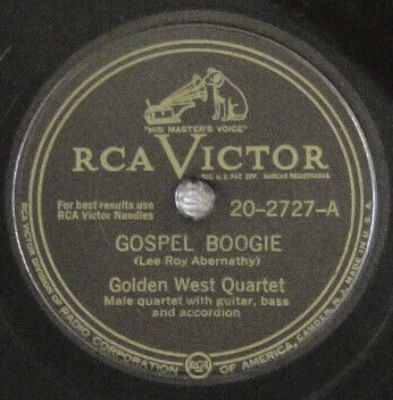 "HIS MASTER'S VOICE"
RCA VICTOR
REG. U.S. PAT. OFF. MARCAS REGISTRADAS
For best results use
RCA Victor Needles
20-2727-A
GOSPEL BOOGIE
(Lee Roy Abernathy)
Golden West Quartet
Male quartet with guitar, bass
and accordion
RCA VICTOR DIVISION OF RADIO CORPORATION RCA OF AMERICA, CAMDEN, N.J. MADE IN U.S.A.